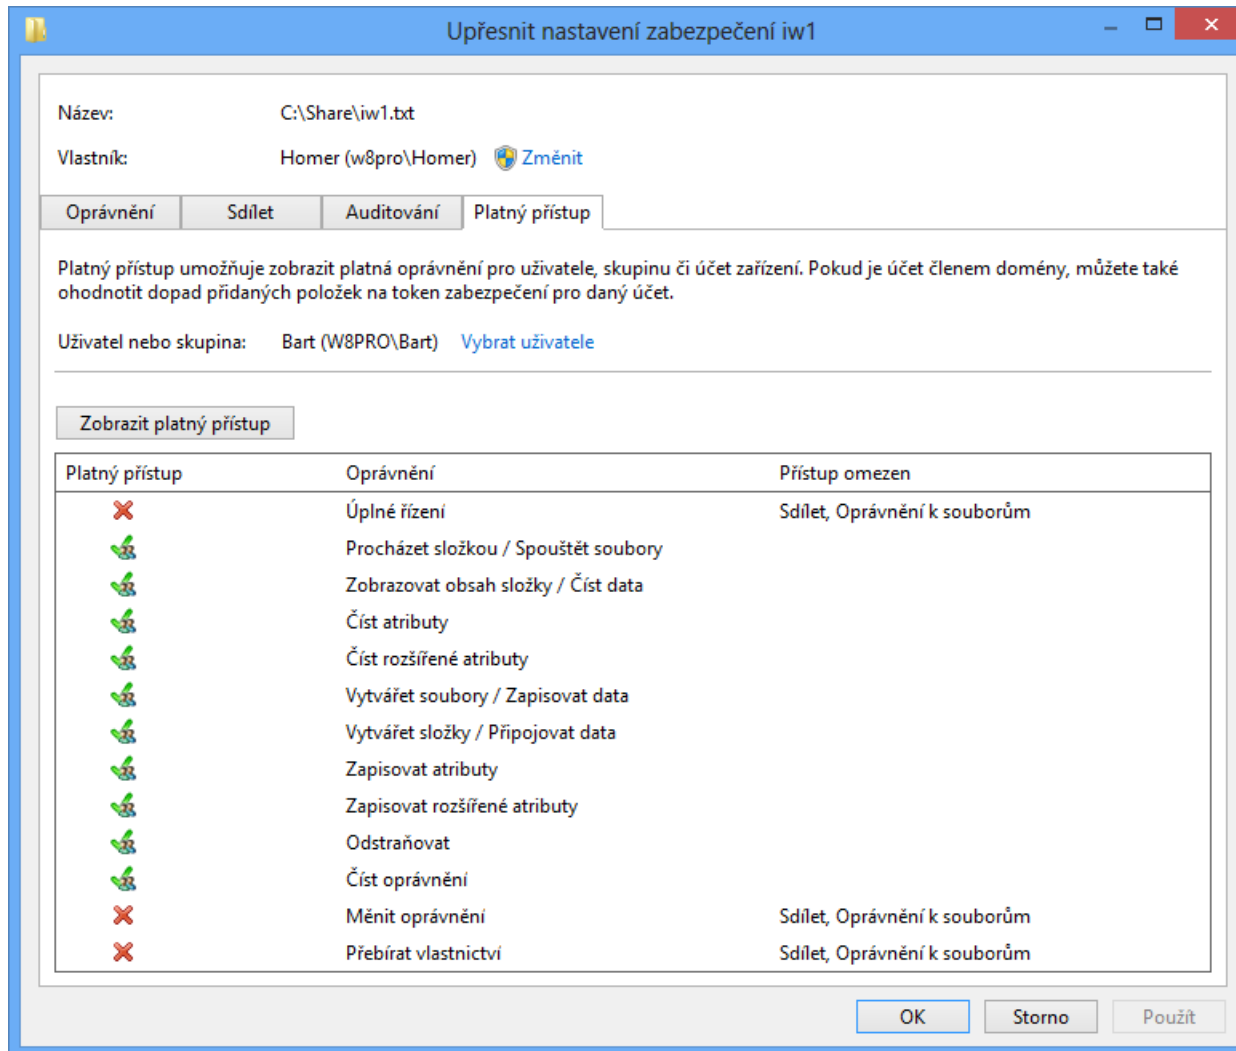 Upřesnit nastavení zabezpečení iw1
Název: C:\Share\iw1.txt
Vlastník: Homer (w8pro\Homer) Změnit
Oprávnění Sdílet Auditování Platný přístup
Platný přístup umožňuje zobrazit platná oprávnění pro uživatele, skupinu či účet zařízení. Pokud je účet členem domény, můžete také
ohodnotit dopad přidaných položek na token zabezpečení pro daný účet.
Uživatel nebo skupina: Bart (W8PRO\Bart) Vybrat uživatele
Zobrazit platný přístup
Platný přístup Oprávnění Přístup omezen
Úplné řízení Sdílet, Oprávnění k souborům
Procházet složkou / Spouštět soubory
Zobrazovat obsah složky / Číst data
Číst atributy
Číst rozšířené atributy
Vytvářet soubory / Zapisovat data
Vytvářet složky / Připojovat data
Zapisovat atributy
Zapisovat rozšířené atributy
Odstraňovat
Číst oprávnění
Měnit oprávnění Sdílet, Oprávnění k souborům
Přebírat vlastnictví Sdílet, Oprávnění k souborům
OK Storno Použít